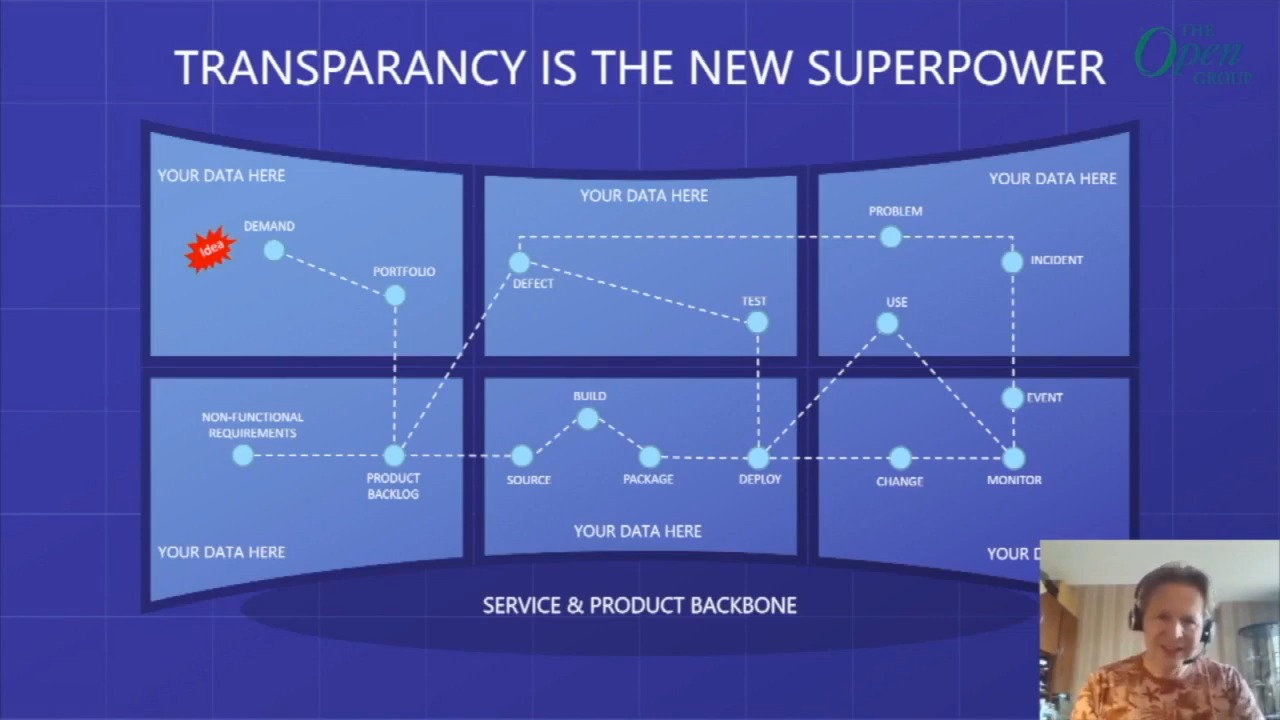 TRANSPARANCY IS THE NEW SUPERPOWER
THE
Open
GROUP
YOUR DATA HERE
YOUR DATA HERE
YOUR DATA HERE
DEMAND
Idea
PORTFOLIO
DEFECT
TEST
PROBLEM
INCIDENT
USE
NON-FUNCTIONAL
REQUIREMENTS
PRODUCT
BACKLOG
BUILD
SOURCE
PACKAGE
DEPLOY
EVENT
CHANGE
MONITOR
YOUR DATA HERE
YOUR DATA HERE
YOUR D
SERVICE & PRODUCT BACKBONE